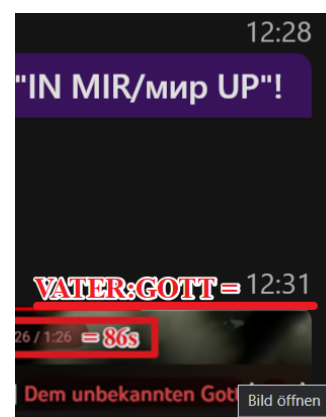 12:28
"IN MIR/мир UP"!
VATER:GOTT = 12:31
26 / 1:26 = 86s
Dem unbekannten Gott
Bild öffnen